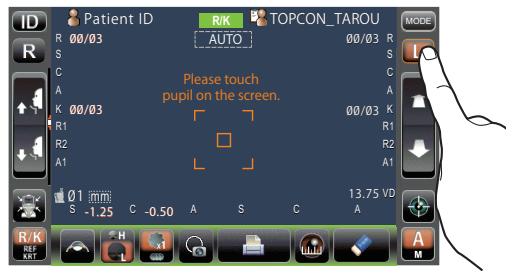 ID Patient ID R/K TOPCON_TAROU MODE
R R 00/03 AUTO 00/03 R L
S S
C Please touch C
A pupil on the screen. A
K 00/03 00/03 K
R1 R1
R2 R2
A1 A1
01 mm 13.75 VD
S -1.25 C -0.50 A S C A
R/K REF KRT H L x1 A M